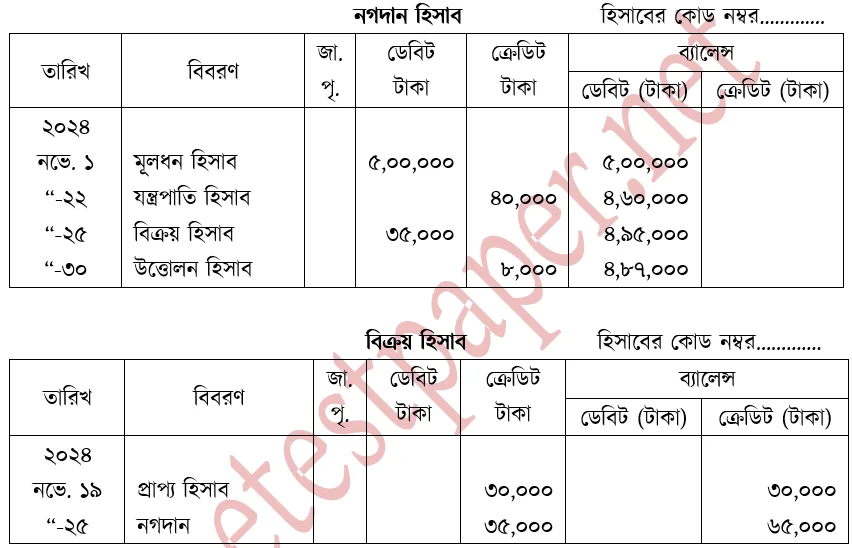 নগদান হিসাব হিসাবের কোড নম্বর.............
তারিখ বিবরণ জা. পৃ. ডেবিট টাকা ক্রেডিট টাকা ব্যালেন্স
ডেবিট (টাকা) ক্রেডিট (টাকা)
২০২৪
নভে. ১ মূলধন হিসাব ৫,০০,০০০ ৫,০০,০০০
“-২২ যন্ত্রপাতি হিসাব ৪০,০০০ ৪,৬০,০০০
“-২৫ বিক্রয় হিসাব ৩৫,০০০ ৪,৯৫,০০০
“-৩০ উত্তোলন হিসাব ৮,০০০ ৪,৮৭,০০০
বিক্রয় হিসাব হিসাবের কোড নম্বর.............
তারিখ বিবরণ জা. পৃ. ডেবিট টাকা ক্রেডিট টাকা ব্যালেন্স
ডেবিট (টাকা) ক্রেডিট (টাকা)
২০২৪
নভে. ১৯ প্রাপ্য হিসাব ৩০,০০০ ৩০,০০০
“-২৫ নগদান ৩৫,০০০ ৬৫,০০০
etestpaper.net